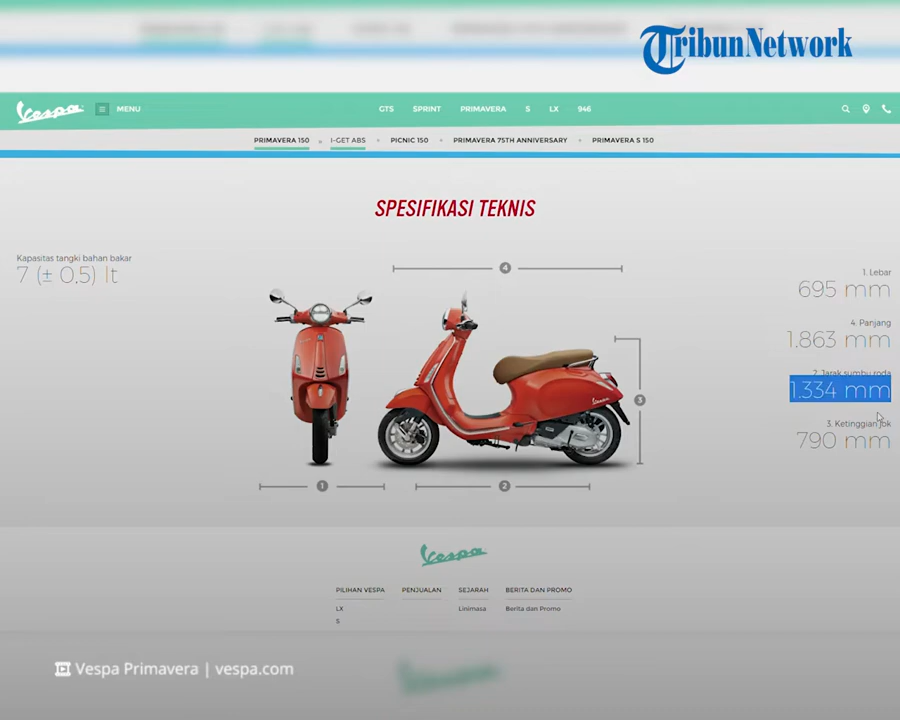 TribunNetwork
Vespa
MENU
GTS SPRINT PRIMAVERA S LX 946
PRIMAVERA 150 I-GET ABS PICNIC 150 PRIMAVERA 75TH ANNIVERSARY PRIMAVERA S 150
SPESIFIKASI TEKNIS
Kapasitas tangki bahan bakar
7 (± 0,5) lt
1. Lebar
695 mm
4. Panjang
1.863 mm
2. Jarak sumbu roda
1.334 mm
3. Ketinggian jok
790 mm
4
3
1
2
Vespa
Vespa
PILIHAN VESPA PENJUALAN SEJARAH BERITA DAN PROMO
LX Linimasa Berita dan Promo
S
Vespa Primavera | vespa.com